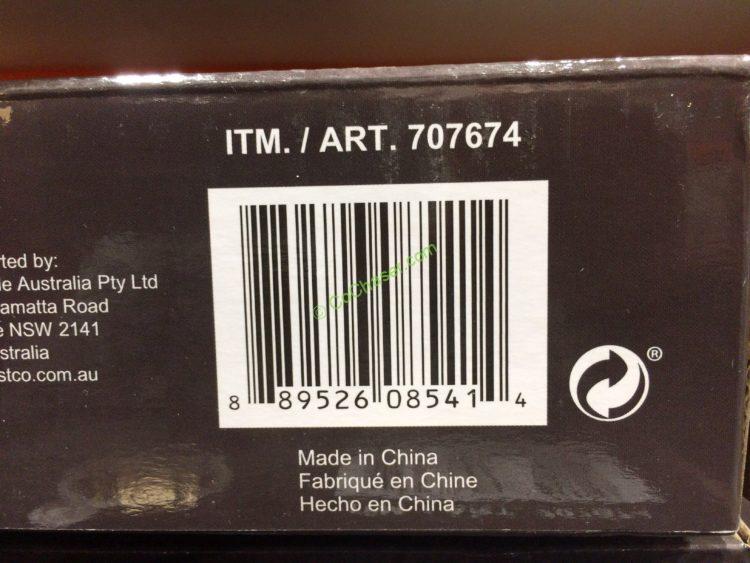 ITM. / ART. 707674
rted by:
e Australia Pty Ltd
amatta Road
é NSW 2141
stralia
stco.com.au
© CoChaser.com
8 89526 08541 4
®
Made in China
Fabriqué en Chine
Hecho en China